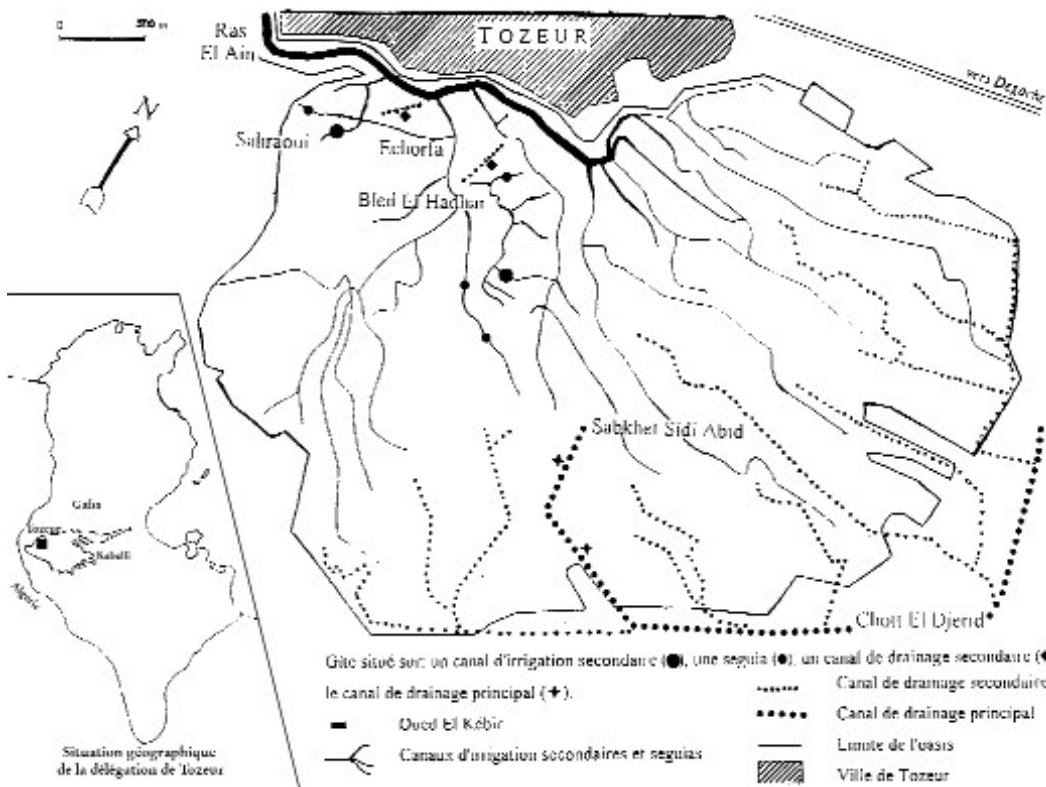 500 m
TOZEUR
Ras
El Ain
vers Degache
N
Sahraoui
Echorfa
Bled El Hadhar
Sabkhet Sidi Abid
Gafsa
Tozeur
Kebelli
Algérie
Chott El Djerid
Gîte situé sur: un canal d'irrigation secondaire (●), une seguia (●), un canal de drainage secondaire (◆
le canal de drainage principal (✦).
Canal de drainage secondaire
Oued El Kébir
Canal de drainage principal
Canaux d'irrigation secondaires et seguias
Limite de l'oasis
Ville de Tozeur
Situation géographique
de la délégation de Tozeur